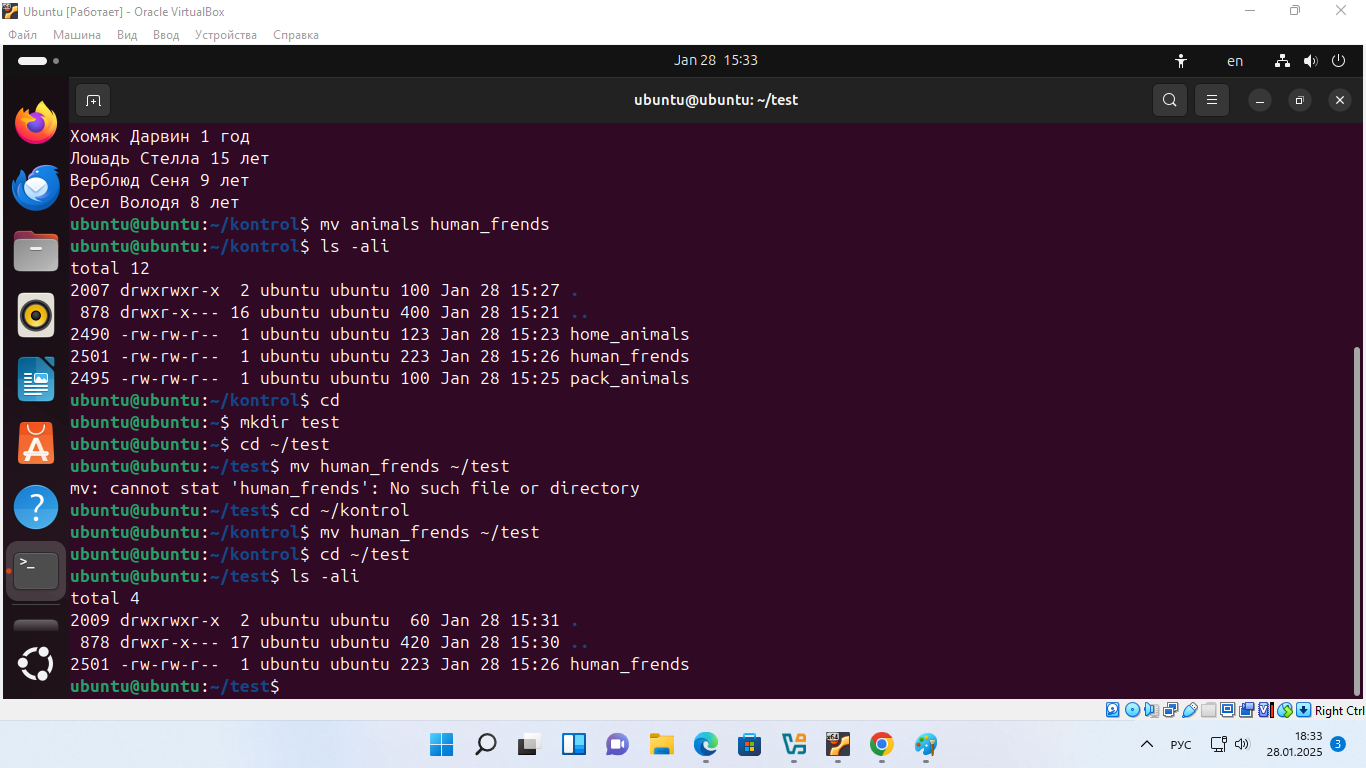 Ubuntu [Работает] - Oracle VirtualBox
Файл Машина Вид Ввод Устройства Справка
Jan 28 15:33
en
ubuntu@ubuntu: ~/test
Хомяк Дарвин 1 год
Лошадь Стелла 15 лет
Верблюд Сеня 9 лет
Осел Володя 8 лет
ubuntu@ubuntu:~/kontrol$ mv animals human_frends
ubuntu@ubuntu:~/kontrol$ ls -ali
total 12
2007 drwxrwxr-x  2 ubuntu ubuntu 100 Jan 28 15:27 .
 878 drwxr-x--- 16 ubuntu ubuntu 400 Jan 28 15:21 ..
2490 -rw-rw-r--  1 ubuntu ubuntu 123 Jan 28 15:23 home_animals
2501 -rw-rw-r--  1 ubuntu ubuntu 223 Jan 28 15:26 human_frends
2495 -rw-rw-r--  1 ubuntu ubuntu 100 Jan 28 15:25 pack_animals
ubuntu@ubuntu:~/kontrol$ cd
ubuntu@ubuntu:~$ mkdir test
ubuntu@ubuntu:~$ cd ~/test
ubuntu@ubuntu:~/test$ mv human_frends ~/test
mv: cannot stat 'human_frends': No such file or directory
ubuntu@ubuntu:~/test$ cd ~/kontrol
ubuntu@ubuntu:~/kontrol$ mv human_frends ~/test
ubuntu@ubuntu:~/kontrol$ cd ~/test
ubuntu@ubuntu:~/test$ ls -ali
total 4
2009 drwxrwxr-x  2 ubuntu ubuntu  60 Jan 28 15:31 .
 878 drwxr-x--- 17 ubuntu ubuntu 420 Jan 28 15:30 ..
2501 -rw-rw-r--  1 ubuntu ubuntu 223 Jan 28 15:26 human_frends
ubuntu@ubuntu:~/test$
Right Ctrl
x64
РУС
18:33
28.01.2025
3